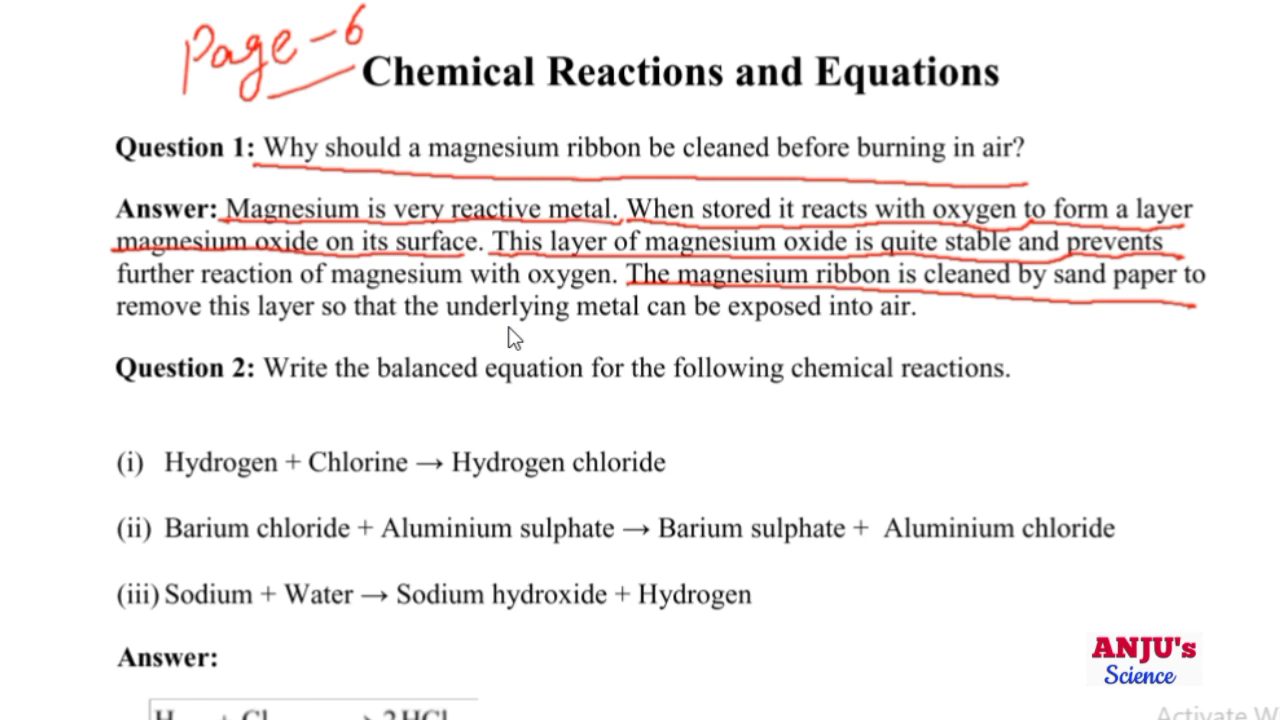 Page-6
Chemical Reactions and Equations
Question 1: Why should a magnesium ribbon be cleaned before burning in air?
Answer: Magnesium is very reactive metal. When stored it reacts with oxygen to form a layer
magnesium oxide on its surface. This layer of magnesium oxide is quite stable and prevents
further reaction of magnesium with oxygen. The magnesium ribbon is cleaned by sand paper to
remove this layer so that the underlying metal can be exposed into air.
Question 2: Write the balanced equation for the following chemical reactions.
(i) Hydrogen + Chlorine → Hydrogen chloride
(ii) Barium chloride + Aluminium sulphate → Barium sulphate + Aluminium chloride
(iii) Sodium + Water → Sodium hydroxide + Hydrogen
Answer:
ANJU's
Science
H + Cl → 2HCl
Activate W